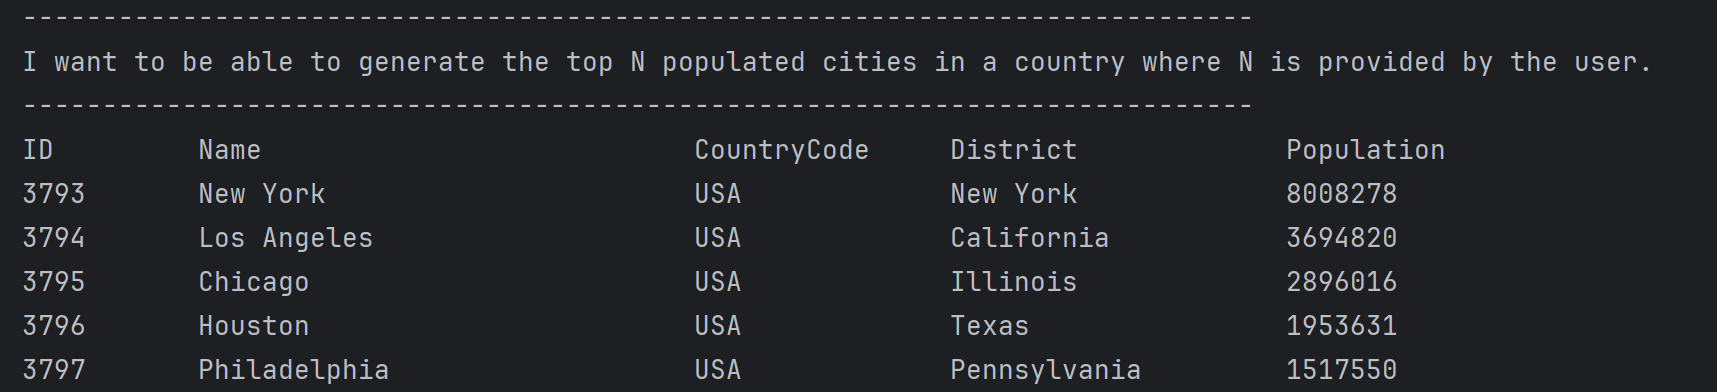 -----------------------------------------------------------------------------
I want to be able to generate the top N populated cities in a country where N is provided by the user.
-----------------------------------------------------------------------------
ID         Name                           CountryCode     District             Population
3793       New York                       USA             New York             8008278
3794       Los Angeles                    USA             California           3694820
3795       Chicago                        USA             Illinois             2896016
3796       Houston                        USA             Texas                1953631
3797       Philadelphia                   USA             Pennsylvania         1517550